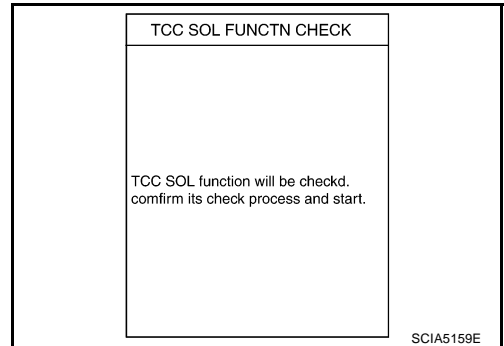 TCC SOL FUNCTN CHECK
TCC SOL function will be checkd.
comfirm its check process and start.
SCIA5159E